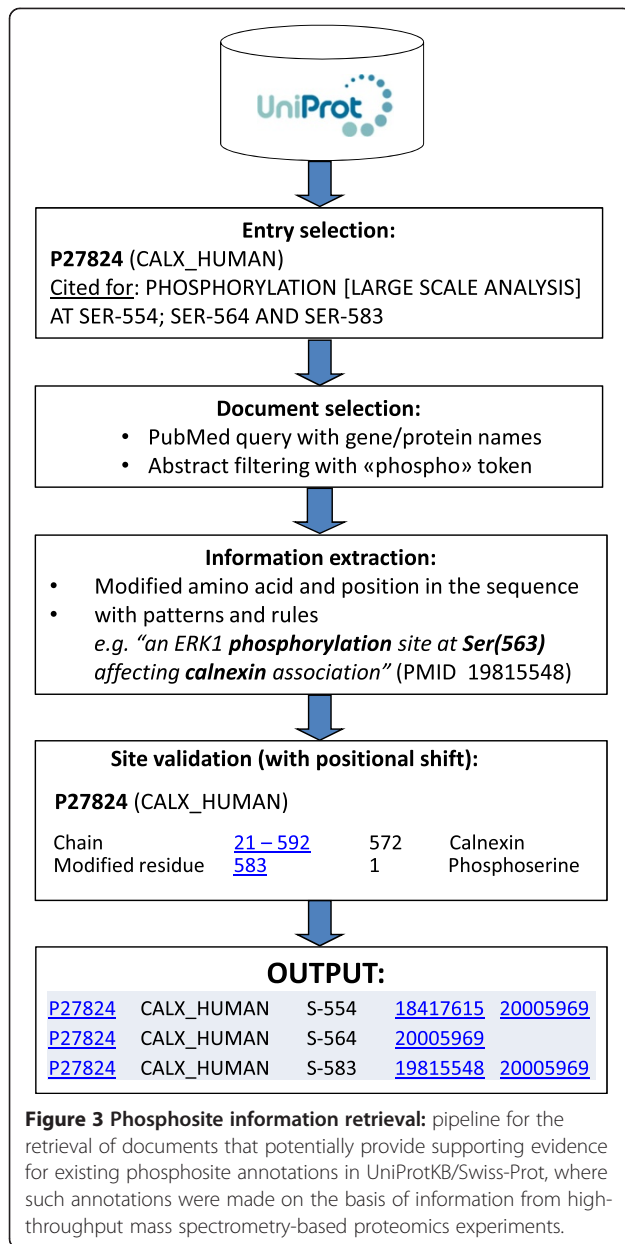 UniProt
Entry selection:
P27824 (CALX_HUMAN)
Cited for: PHOSPHORYLATION [LARGE SCALE ANALYSIS]
AT SER-554; SER-564 AND SER-583
Document selection:
• PubMed query with gene/protein names
• Abstract filtering with «phospho» token
Information extraction:
• Modified amino acid and position in the sequence
• with patterns and rules
e.g. “an ERK1 phosphorylation site at Ser(563)
affecting calnexin association” (PMID 19815548)
Site validation (with positional shift):
P27824 (CALX_HUMAN)
Chain 21 – 592 572 Calnexin
Modified residue 583 1 Phosphoserine
OUTPUT:
P27824 CALX_HUMAN S-554 18417615 20005969
P27824 CALX_HUMAN S-564 20005969
P27824 CALX_HUMAN S-583 19815548 20005969
Figure 3 Phosphosite information retrieval: pipeline for the
retrieval of documents that potentially provide supporting evidence
for existing phosphosite annotations in UniProtKB/Swiss-Prot, where
such annotations were made on the basis of information from high-
throughput mass spectrometry-based proteomics experiments.